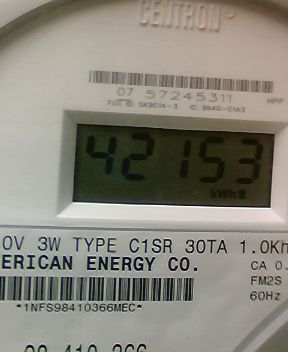 CENTRON
07 57245311
42153
kWh
0V 3W TYPE C1SR 30TA 1.0Kh
ERICAN ENERGY CO.
CA 0.
FM2S
60Hz
*1NFS98410366MEC*